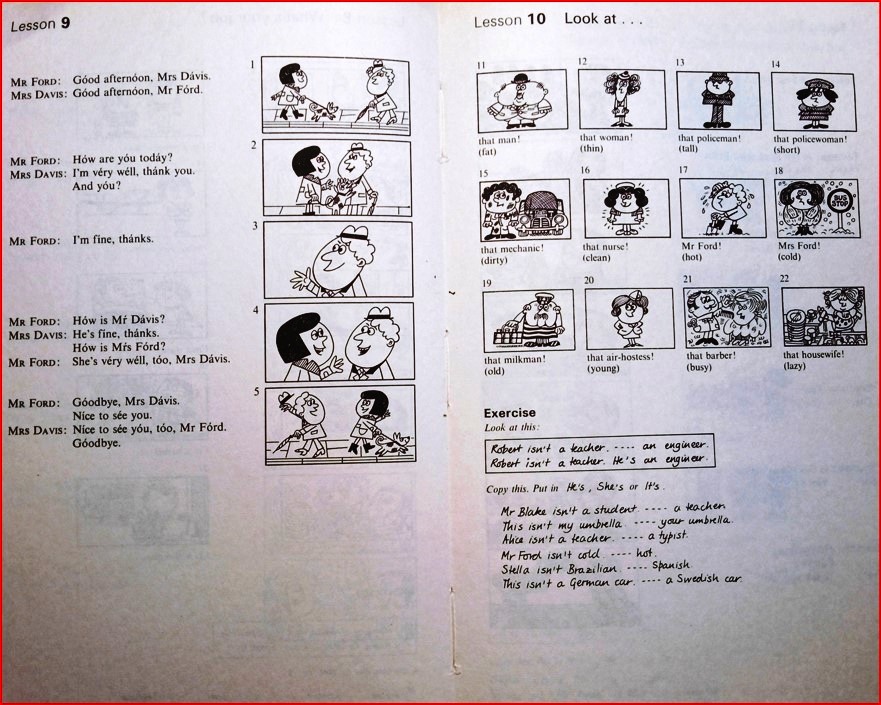 Lesson 9
1
MR FORD: Góod afternóon, Mrs Dávis.
MRS DAVIS: Góod afternóon, Mr Fórd.
2
MR FORD: Hów are yóu todáy?
MRS DAVIS: I'm véry wéll, thánk you.
And yóu?
3
MR FORD: I'm fíne, thánks.
4
MR FORD: Hów is Mŕ Dávis?
MRS DAVIS: He's fíne, thánks.
Hów is Mŕs Fórd?
MR FORD: She's véry wéll, tóo, Mrs Dávis.
5
MR FORD: Góodbye, Mrs Dávis.
Níce to sée you.
MRS DAVIS: Níce to sée yóu, tóo, Mr Fórd.
Góodbye.
Lesson 10 Look at . . .
11
that man!
(fat)
12
that woman!
(thin)
13
that policeman!
(tall)
14
that policewoman!
(short)
15
that mechanic!
(dirty)
16
that nurse!
(clean)
17
Mr Ford!
(hot)
18
BUS
STOP
Mrs Ford!
(cold)
19
that milkman!
(old)
20
that air-hostess!
(young)
21
that barber!
(busy)
22
that housewife!
(lazy)
Exercise
Look at this:
Robert isn't a teacher. ---- an engineer.
Robert isn't a teacher. He's an engineer.
Copy this. Put in He's, She's or It's.
Mr Blake isn't a student. ---- a teacher.
This isn't my umbrella. ---- your umbrella.
Alice isn't a teacher. ---- a typist.
Mr Ford isn't cold. ---- hot.
Stella isn't Brazilian. ---- Spanish
This isn't a German car. ---- a Swedish car.